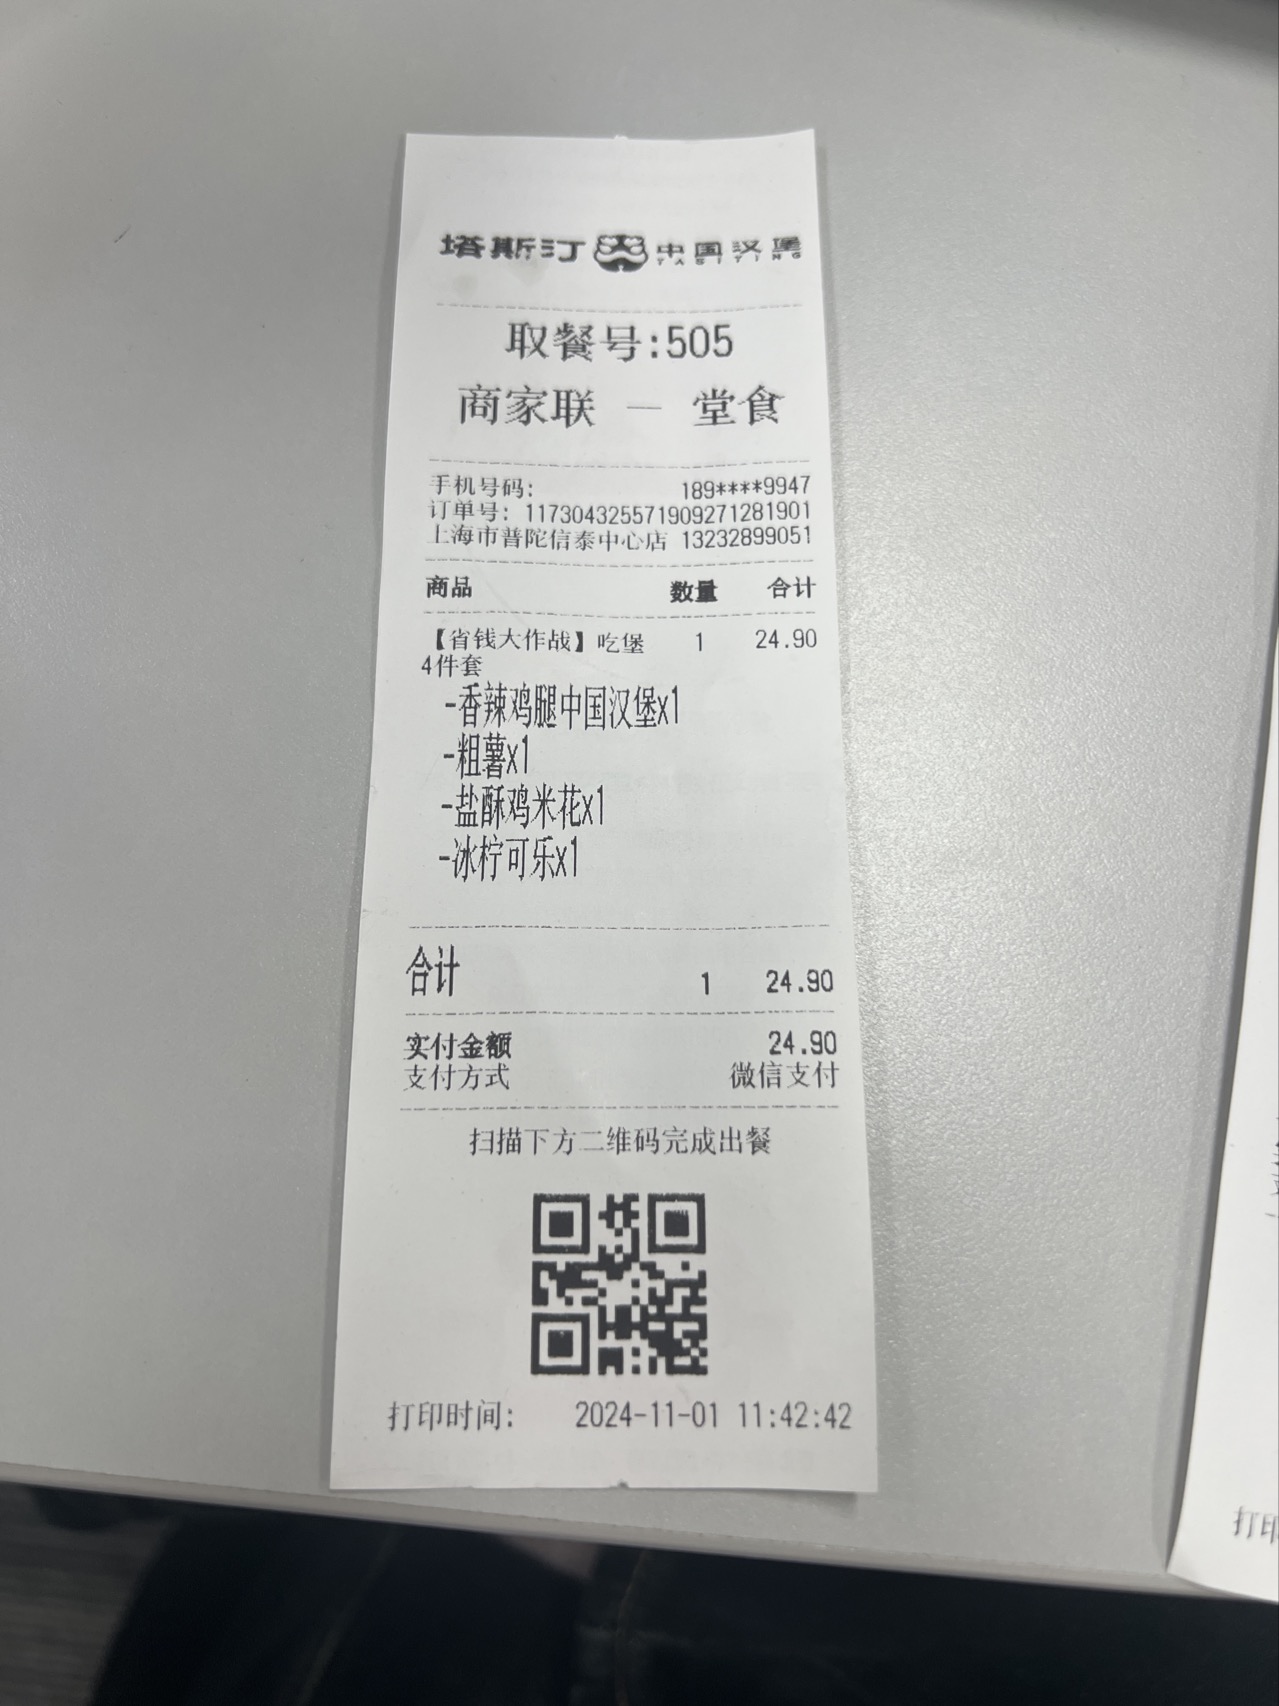 塔斯汀 中国汉堡
TASITING
取餐号:505
商家联 — 堂食
手机号码: 189****9947
订单号: 1173043255719092712819​01
上海市普陀信泰中心店 13232899051
商品 数量 合计
【省钱大作战】吃堡 1 24.90
4件套
-香辣鸡腿中国汉堡x1
-粗薯x1
-盐酥鸡米花x1
-冰柠可乐x1
合计 1 24.90
实付金额 24.90
支付方式 微信支付
扫描下方二维码完成出餐
打印时间: 2024-11-01 11:42:42
打印